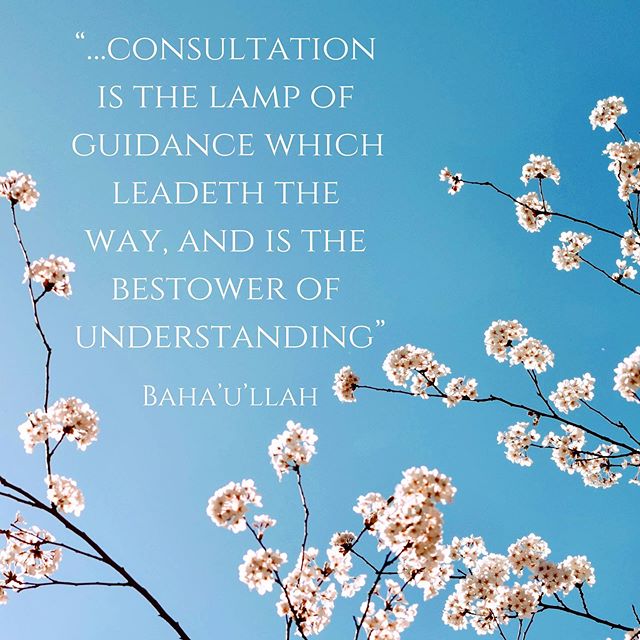 “...CONSULTATION
IS THE LAMP OF
GUIDANCE WHICH
LEADETH THE
WAY, AND IS THE
BESTOWER OF
UNDERSTANDING”
BAHA’U’LLAH